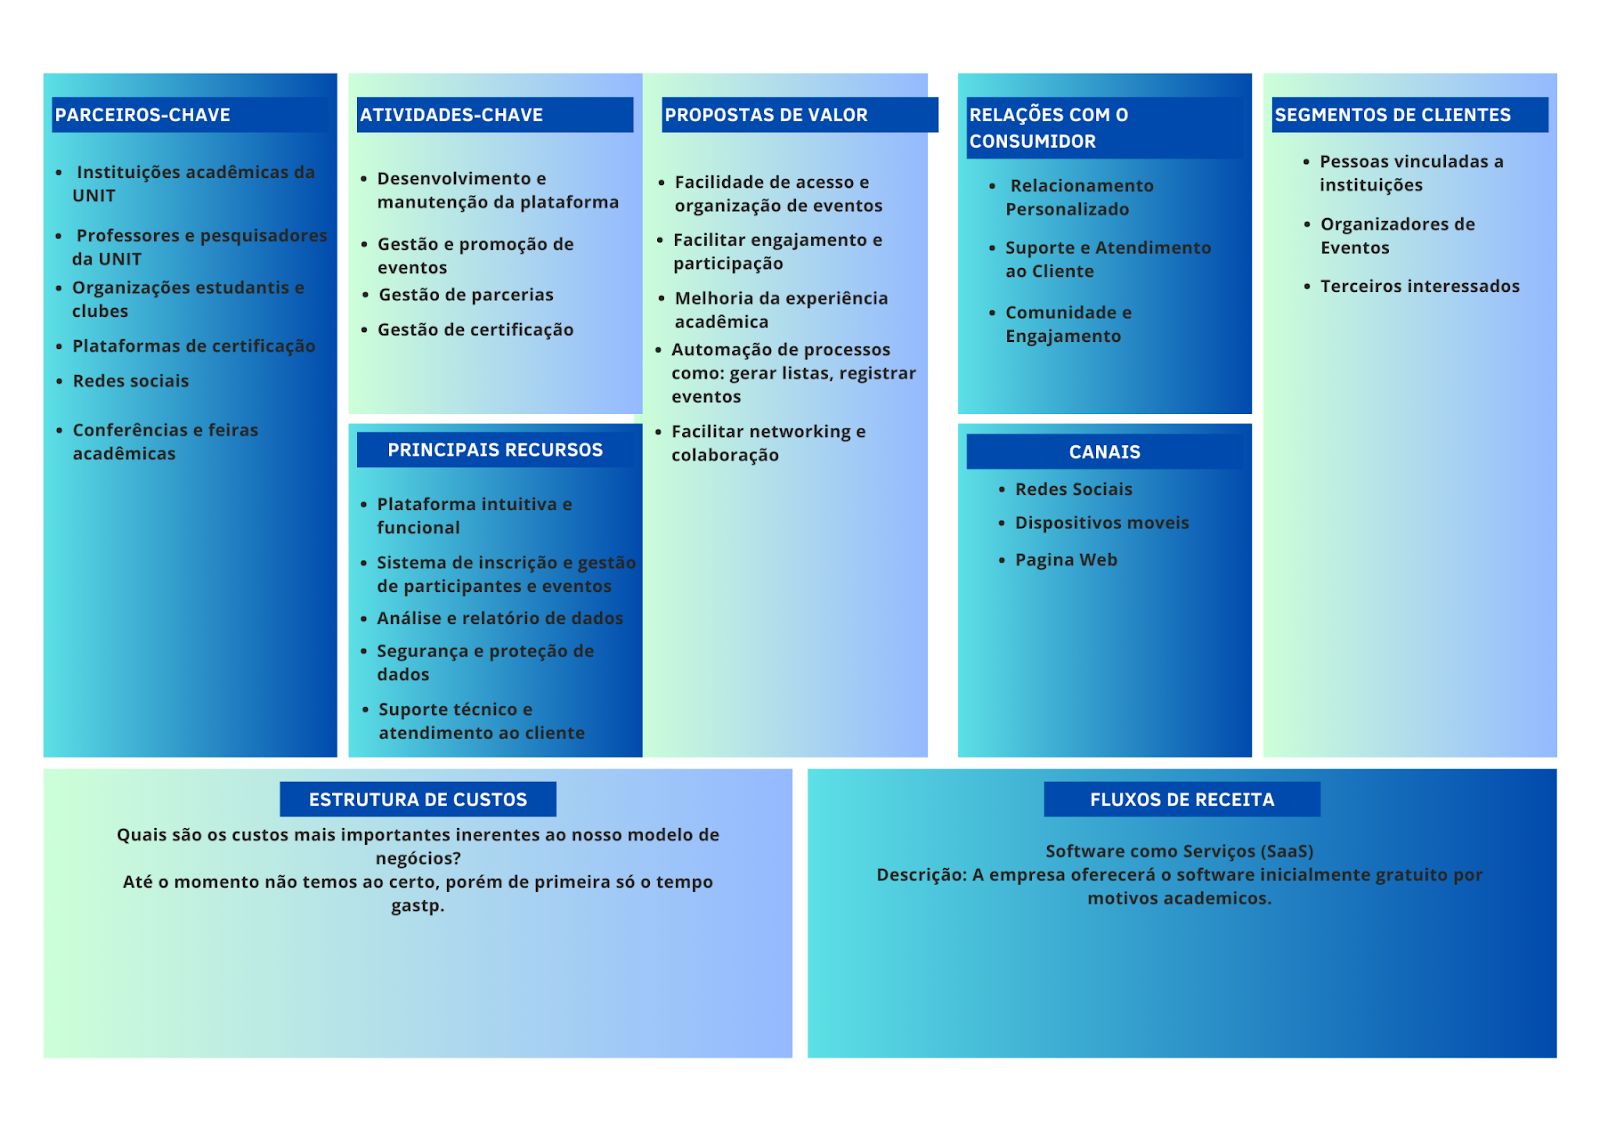 PARCEIROS-CHAVE
• Instituições acadêmicas da
UNIT
• Professores e pesquisadores
da UNIT
• Organizações estudantis e
clubes
• Plataformas de certificação
• Redes sociais
• Conferências e feiras
acadêmicas
ATIVIDADES-CHAVE
• Desenvolvimento e
manutenção da plataforma
• Gestão e promoção de
eventos
• Gestão de parcerias
• Gestão de certificação
PRINCIPAIS RECURSOS
• Plataforma intuitiva e
funcional
• Sistema de inscrição e gestão
de participantes e eventos
• Análise e relatório de dados
• Segurança e proteção de
dados
• Suporte técnico e
atendimento ao cliente
PROPOSTAS DE VALOR
• Facilidade de acesso e
organização de eventos
• Facilitar engajamento e
participação
• Melhoria da experiência
acadêmica
• Automação de processos
como: gerar listas, registrar
eventos
• Facilitar networking e
colaboração
RELAÇÕES COM O
CONSUMIDOR
• Relacionamento
Personalizado
• Suporte e Atendimento
ao Cliente
• Comunidade e
Engajamento
CANAIS
• Redes Sociais
• Dispositivos moveis
• Pagina Web
SEGMENTOS DE CLIENTES
• Pessoas vinculadas a
instituições
• Organizadores de
Eventos
• Terceiros interessados
ESTRUTURA DE CUSTOS
Quais são os custos mais importantes inerentes ao nosso modelo de
negócios?
Até o momento não temos ao certo, porém de primeira só o tempo
gastp.
FLUXOS DE RECEITA
Software como Serviços (SaaS)
Descrição: A empresa oferecerá o software inicialmente gratuito por
motivos academicos.